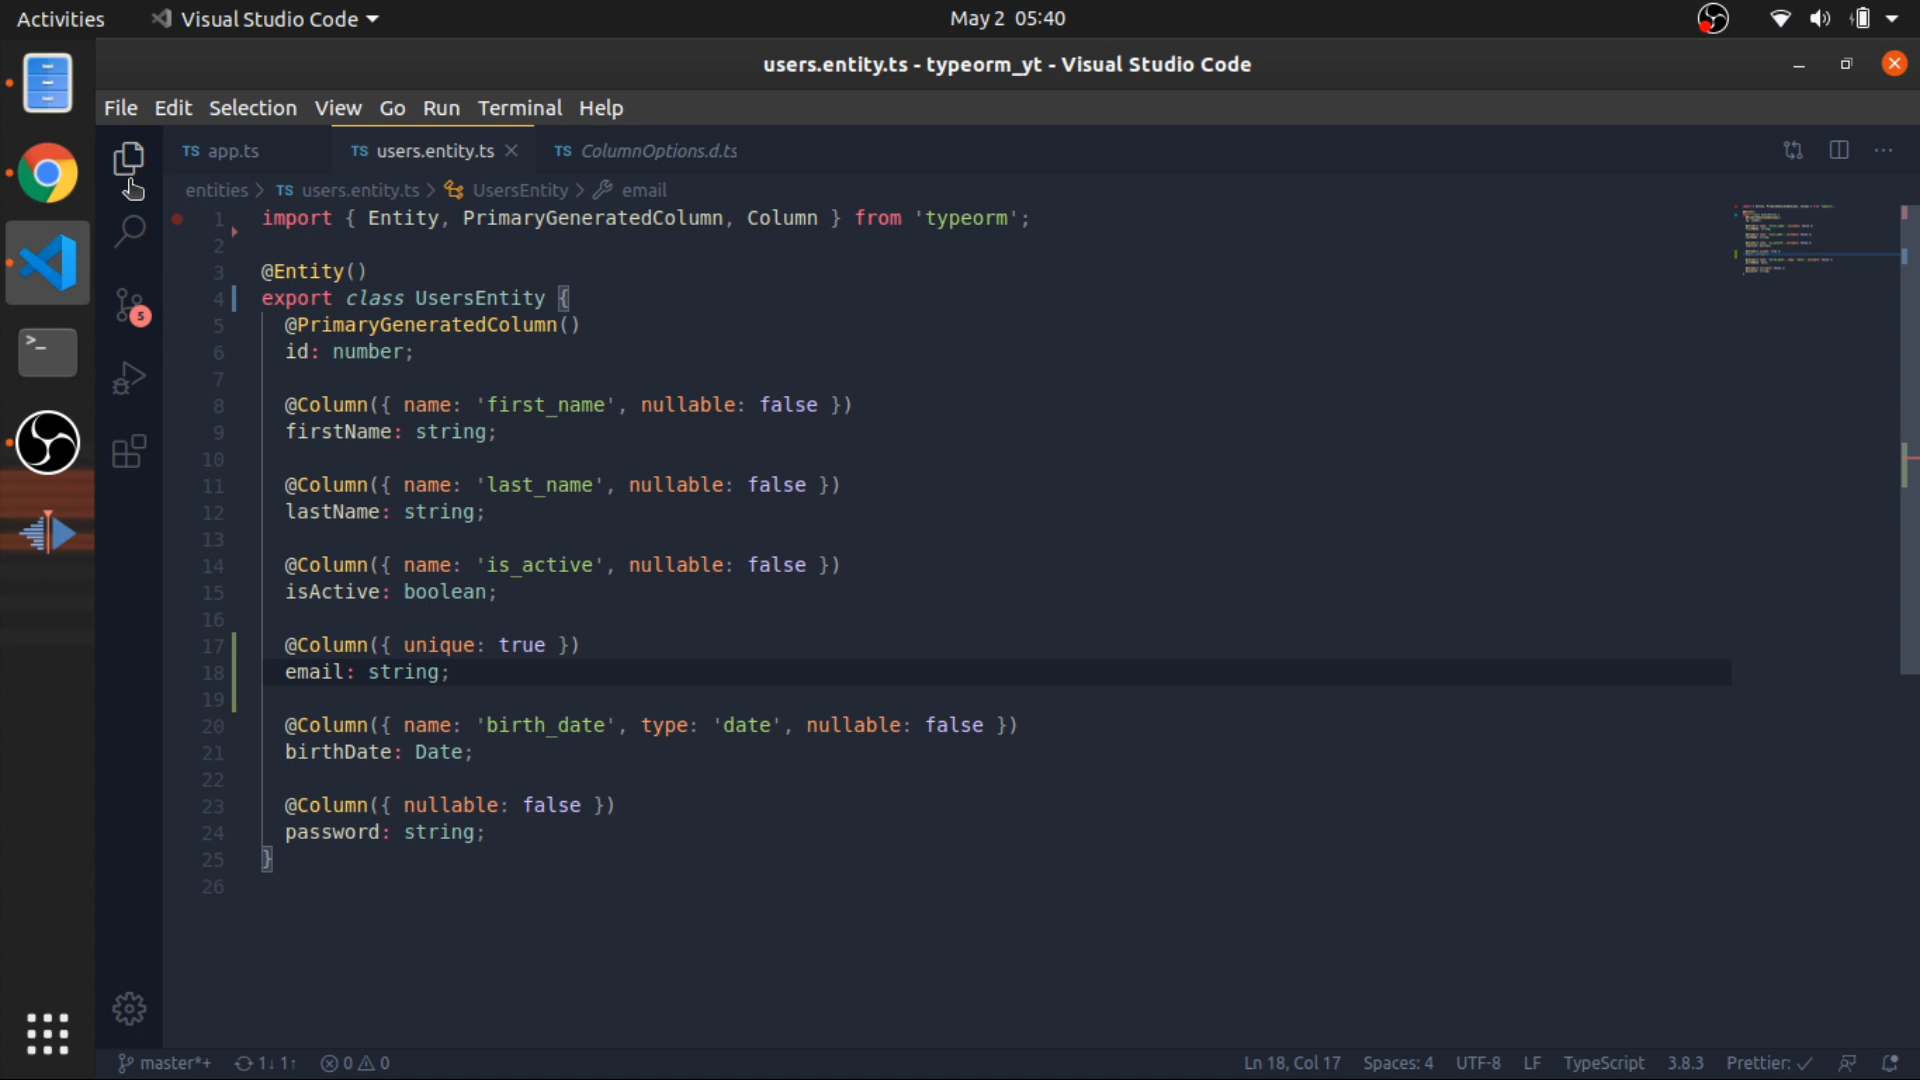 Activities Visual Studio Code May 2 05:40
users.entity.ts - typeorm_yt - Visual Studio Code
File Edit Selection View Go Run Terminal Help
TS app.ts TS users.entity.ts TS ColumnOptions.d.ts
entities > TS users.entity.ts > UsersEntity > email
1 import { Entity, PrimaryGeneratedColumn, Column } from 'typeorm';
2
3 @Entity()
4 export class UsersEntity {
5 @PrimaryGeneratedColumn()
6 id: number;
7
8 @Column({ name: 'first_name', nullable: false })
9 firstName: string;
10
11 @Column({ name: 'last_name', nullable: false })
12 lastName: string;
13
14 @Column({ name: 'is_active', nullable: false })
15 isActive: boolean;
16
17 @Column({ unique: true })
18 email: string;
19
20 @Column({ name: 'birth_date', type: 'date', nullable: false })
21 birthDate: Date;
22
23 @Column({ nullable: false })
24 password: string;
25 }
26
5
master*+ 1↓ 1↑ 0 0 Ln 18, Col 17 Spaces: 4 UTF-8 LF TypeScript 3.8.3 Prettier: ✓